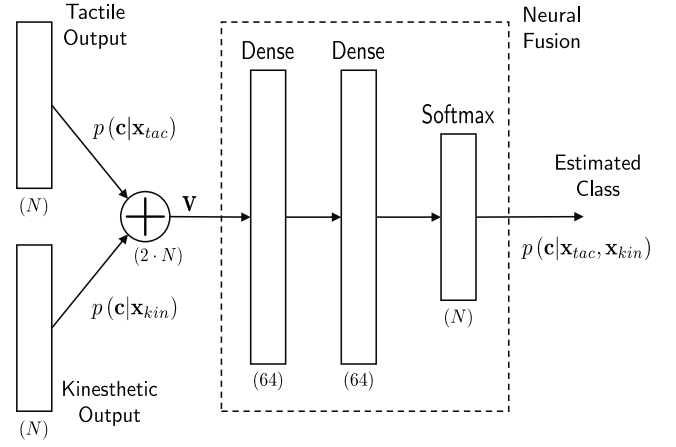 Tactile
Output
Neural
Fusion
Dense
Dense
Softmax
p(c|x_tac)
Estimated
Class
(N)
V
(2 · N)
p(c|x_tac, x_kin)
p(c|x_kin)
(N)
(64)
(64)
Kinesthetic
Output
(N)